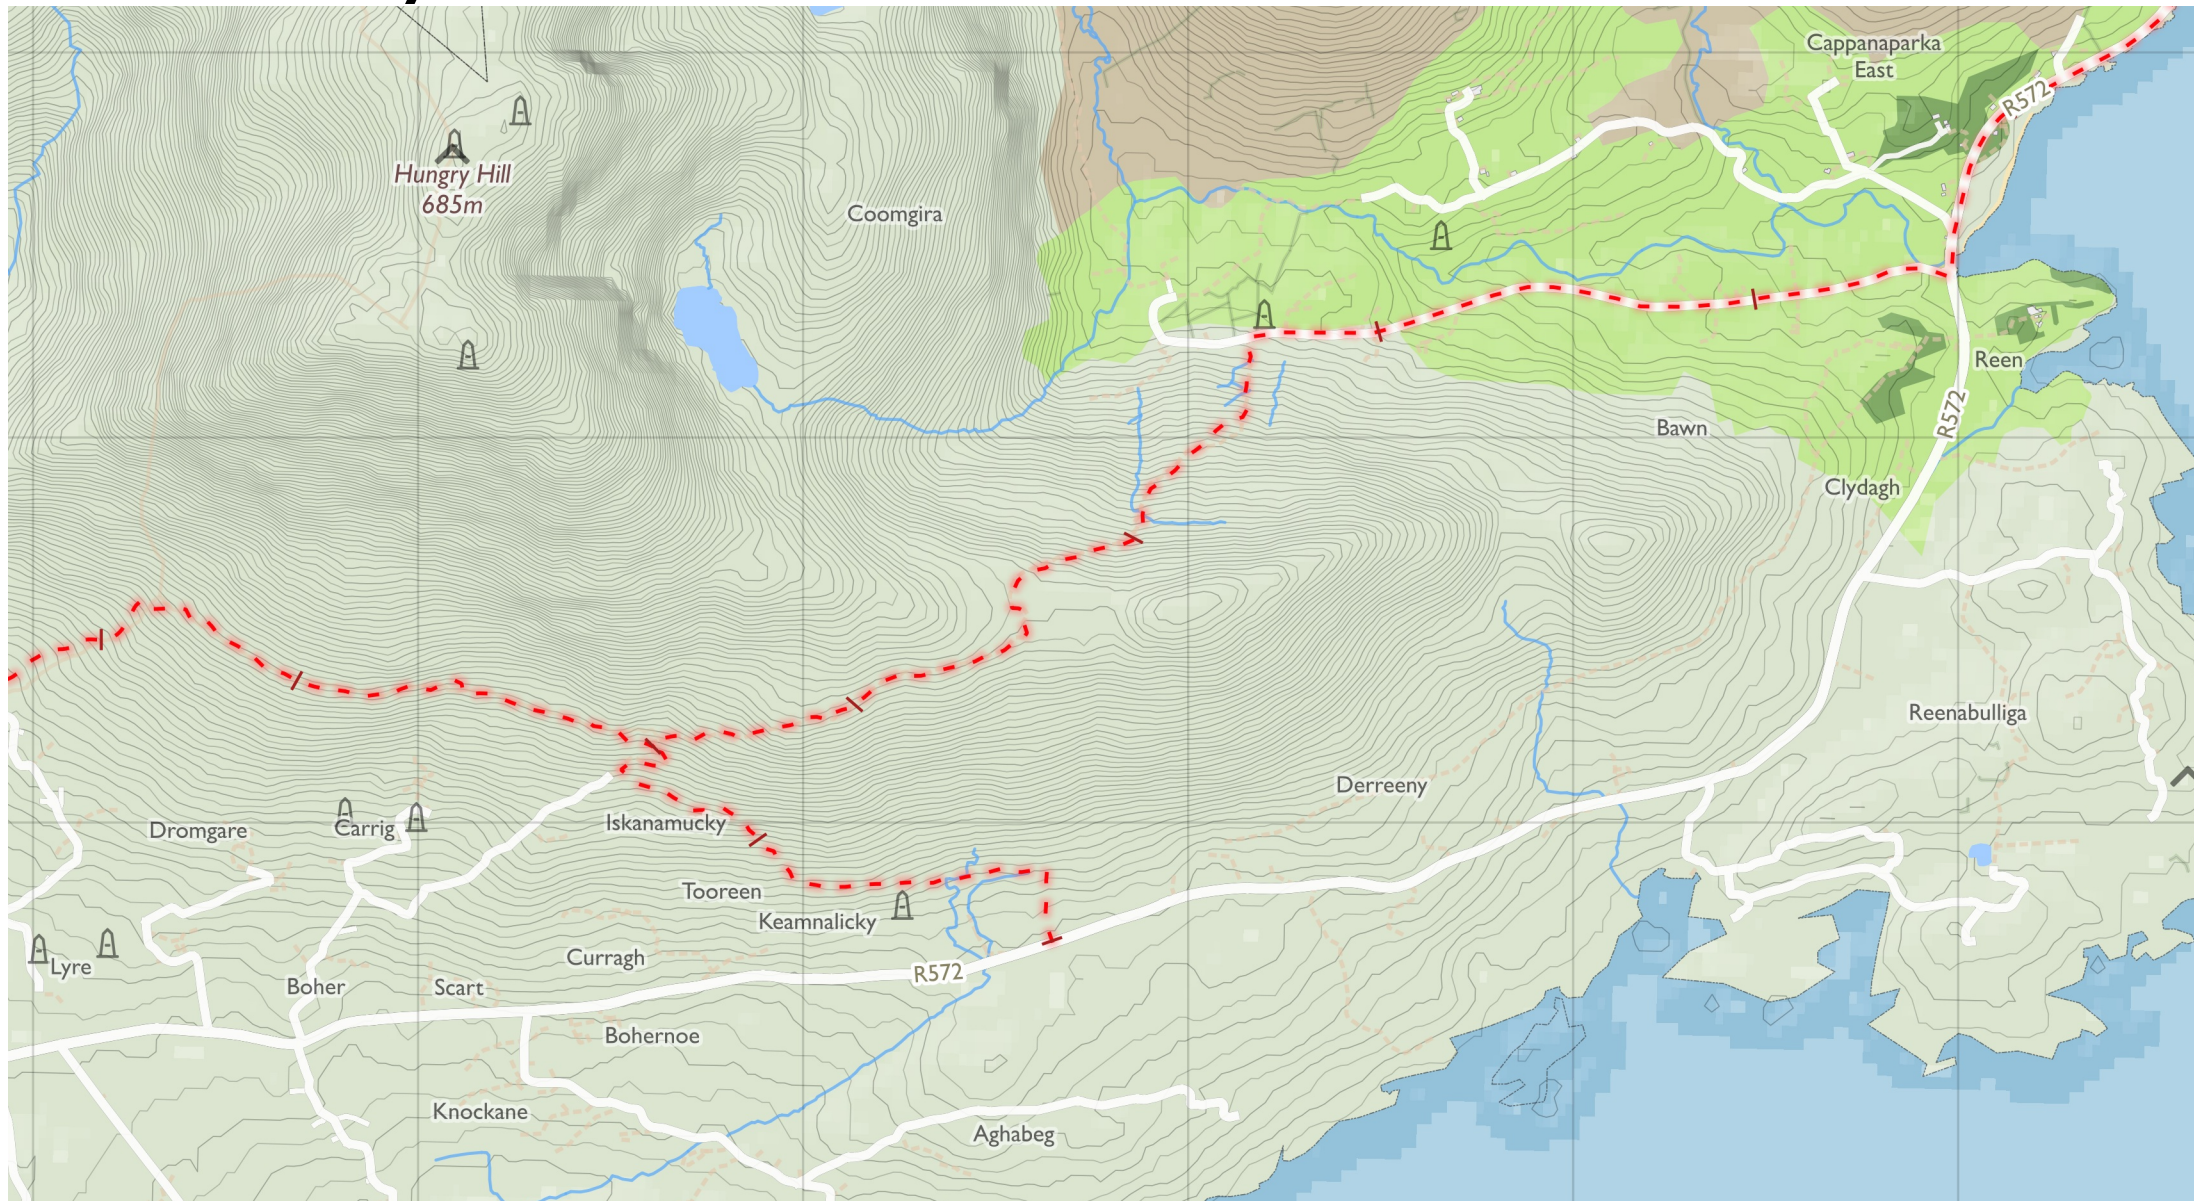 Cappanaparka
East
R572
Hungry Hill
685m
Coomgira
Reen
R572
Bawn
Clydagh
Reenabulliga
Derreeny
Iskanamucky
Dromgare
Carrig
Tooreen
Keamnalicky
Curragh
R572
Lyre
Boher
Scart
Bohernoe
Knockane
Aghabeg